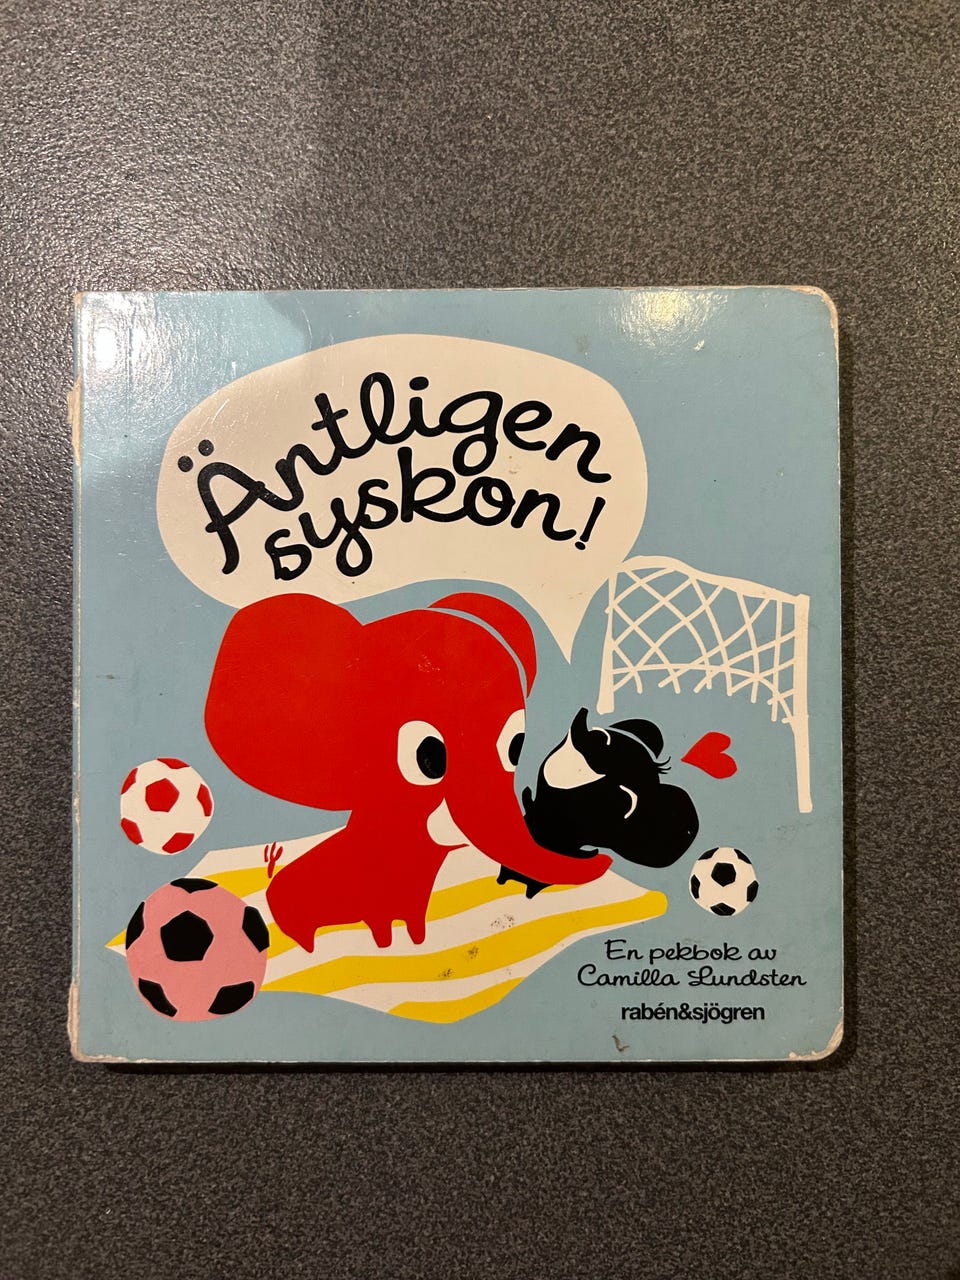 Äntligen
syskon!
En pekbok av
Camilla Lundsten
rabén&sjögren